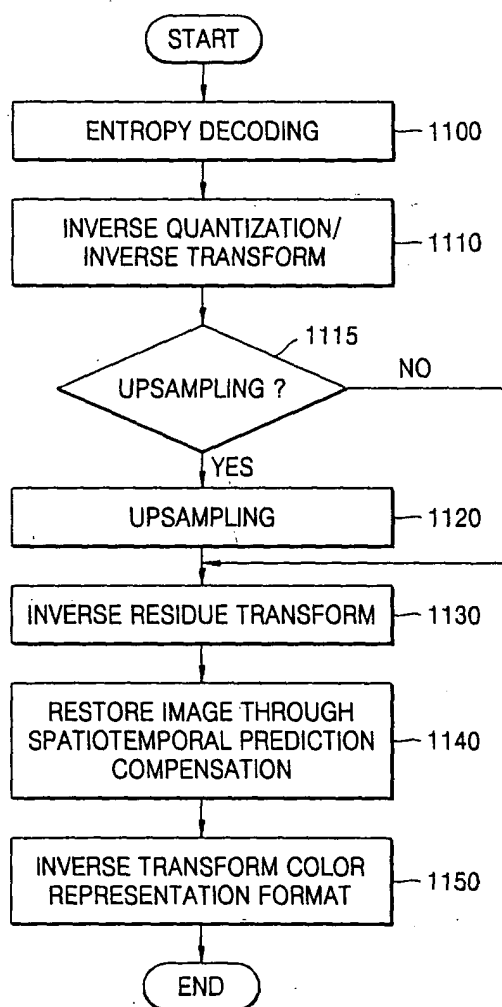 START
ENTROPY DECODING
1100
INVERSE QUANTIZATION/
INVERSE TRANSFORM
1110
1115
UPSAMPLING ?
NO
YES
UPSAMPLING
1120
INVERSE RESIDUE TRANSFORM
1130
RESTORE IMAGE THROUGH
SPATIOTEMPORAL PREDICTION
COMPENSATION
1140
INVERSE TRANSFORM COLOR
REPRESENTATION FORMAT
1150
END